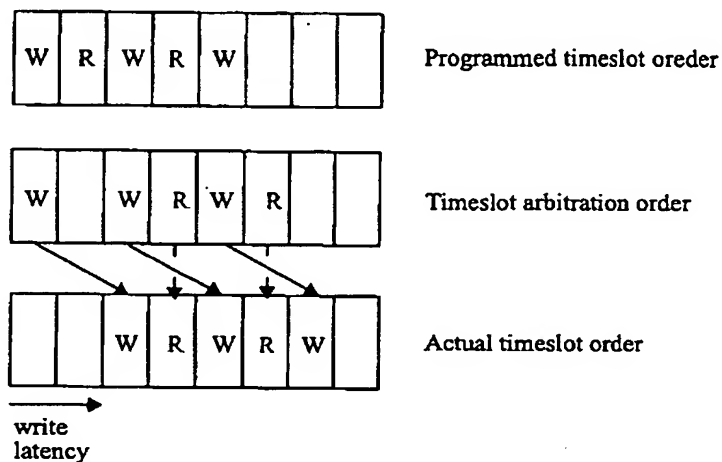 W R W R W Programmed timeslot oreder
W W R W R Timeslot arbitration order
W R W R W Actual timeslot order
write
latency